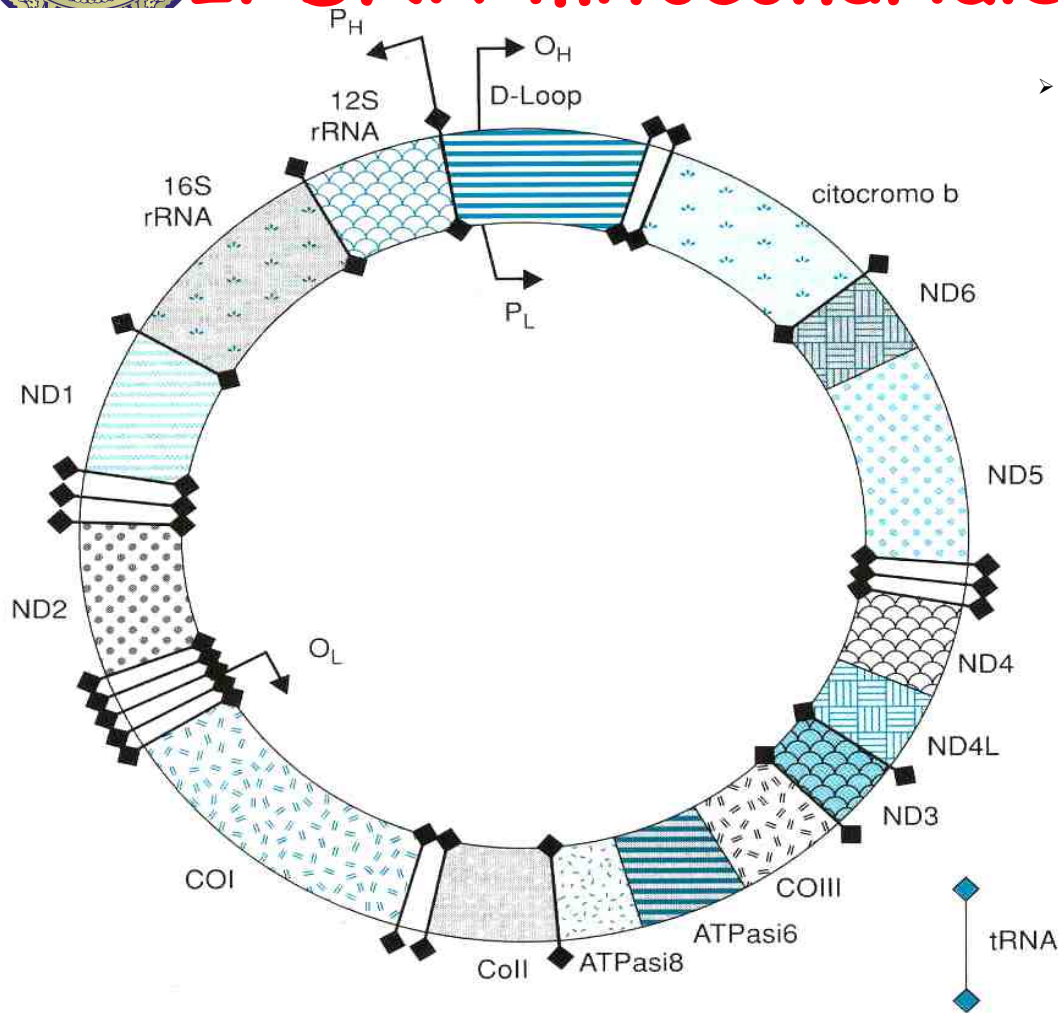 P_H
O_H
12S
rRNA
D-Loop
16S
rRNA
citocromo b
ND6
P_L
ND1
ND5
ND2
O_L
ND4
ND4L
ND3
COI
COIII
ATPasi6
CoII
ATPasi8
tRNA